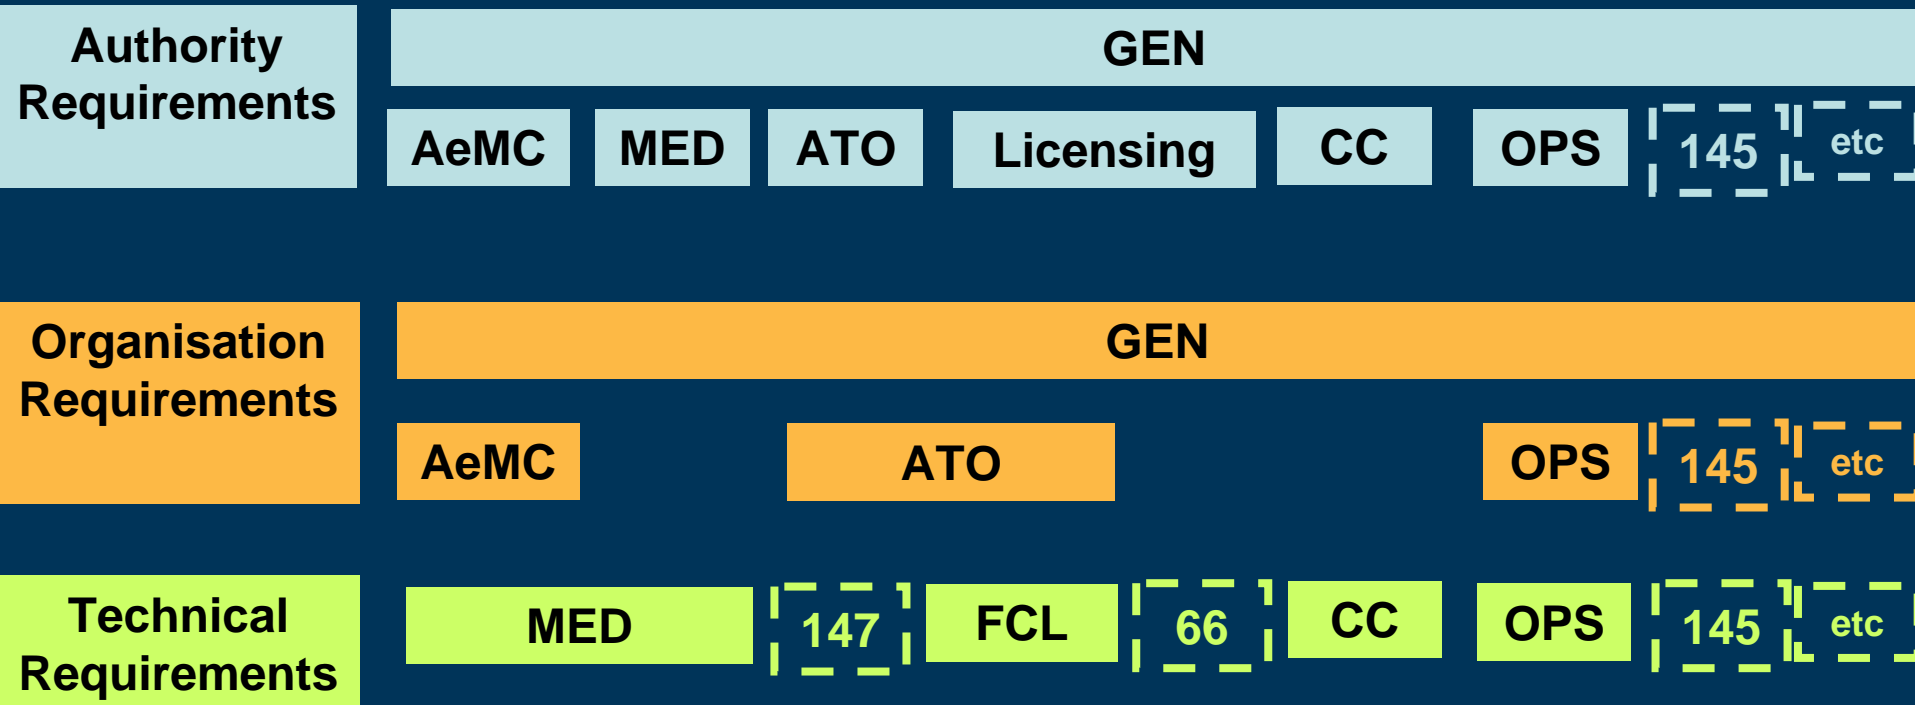 Authority
Requirements
GEN
AeMC MED ATO Licensing CC OPS 145 etc
Organisation
Requirements
GEN
AeMC ATO OPS 145 etc
Technical
Requirements
MED 147 FCL 66 CC OPS 145 etc